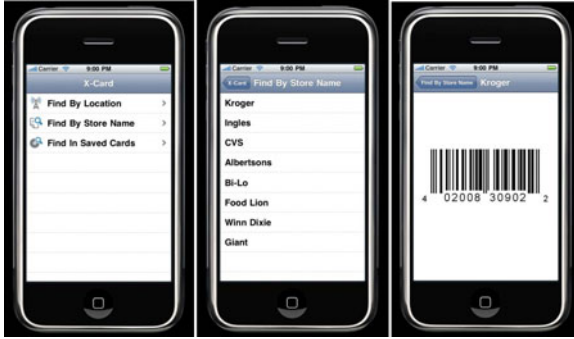 Carrier 9:00 PM
X-Card
Find By Location
Find By Store Name
Find In Saved Cards
Carrier 9:00 PM
X-Card Find By Store Name
Kroger
Ingles
CVS
Albertsons
Bi-Lo
Food Lion
Winn Dixie
Giant
Carrier 9:00 PM
Find By Store Name Kroger
4 02008 30902 2